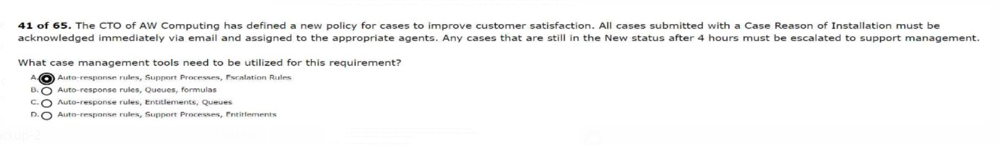 41 of 65. The CTO of AW Computing has defined a new policy for cases to improve customer satisfaction. All cases submitted with a Case Reason of Installation must be
acknowledged immediately via email and assigned to the appropriate agents. Any cases that are still in the New status after 4 hours must be escalated to support management.
What case management tools need to be utilized for this requirement?
A. Auto-response rules, Support Processes, Escalation Rules
B. Auto-response rules, Queues, formulas
C. Auto-response rules, Entitlements, Queues
D. Auto-response rules, Support Processes, Entitlements
ckup-2